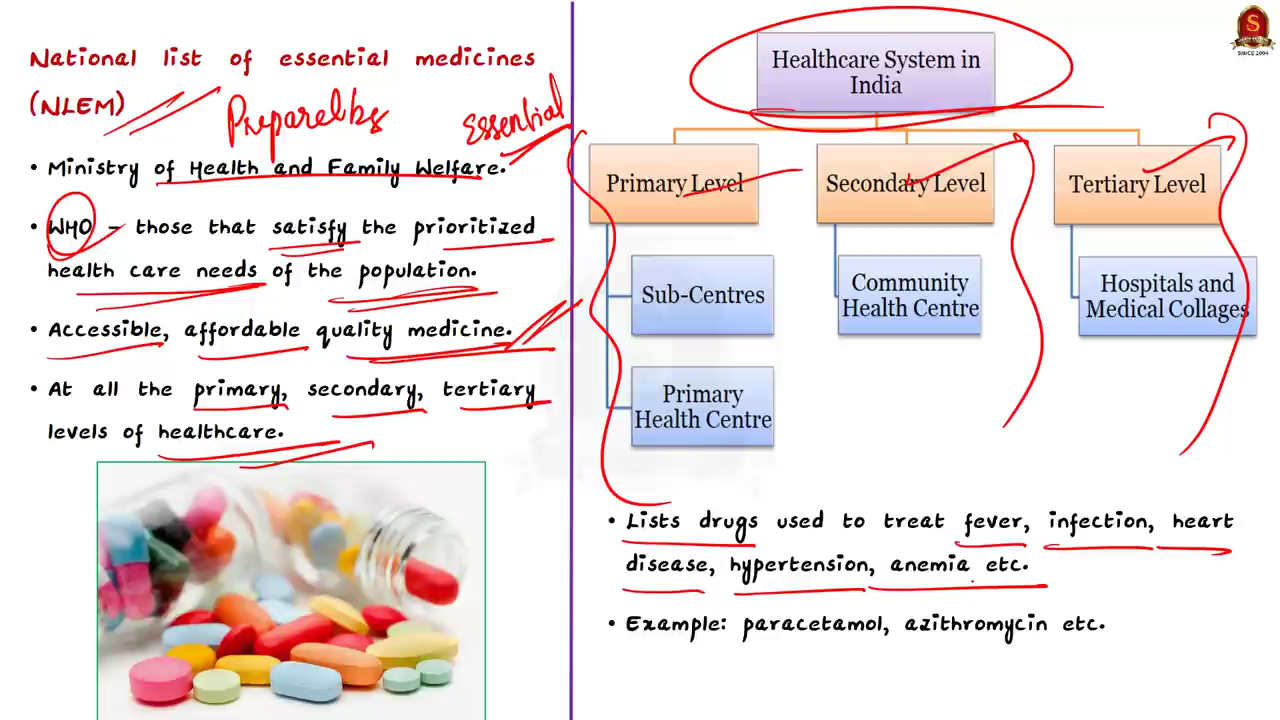 National list of essential medicines
(NLEM)
Prepared by
Essential
• Ministry of Health and Family Welfare.
• WHO - those that satisfy the prioritized
health care needs of the population.
• Accessible, affordable quality medicine.
• At all the primary, secondary, tertiary
levels of healthcare.
Healthcare System in
India
Primary Level
Secondary Level
Tertiary Level
Sub-Centres
Primary
Health Centre
Community
Health Centre
Hospitals and
Medical Collages
• Lists drugs used to treat fever, infection, heart
disease, hypertension, anemia etc.
• Example: paracetamol, azithromycin etc.
S
SINCE 2004